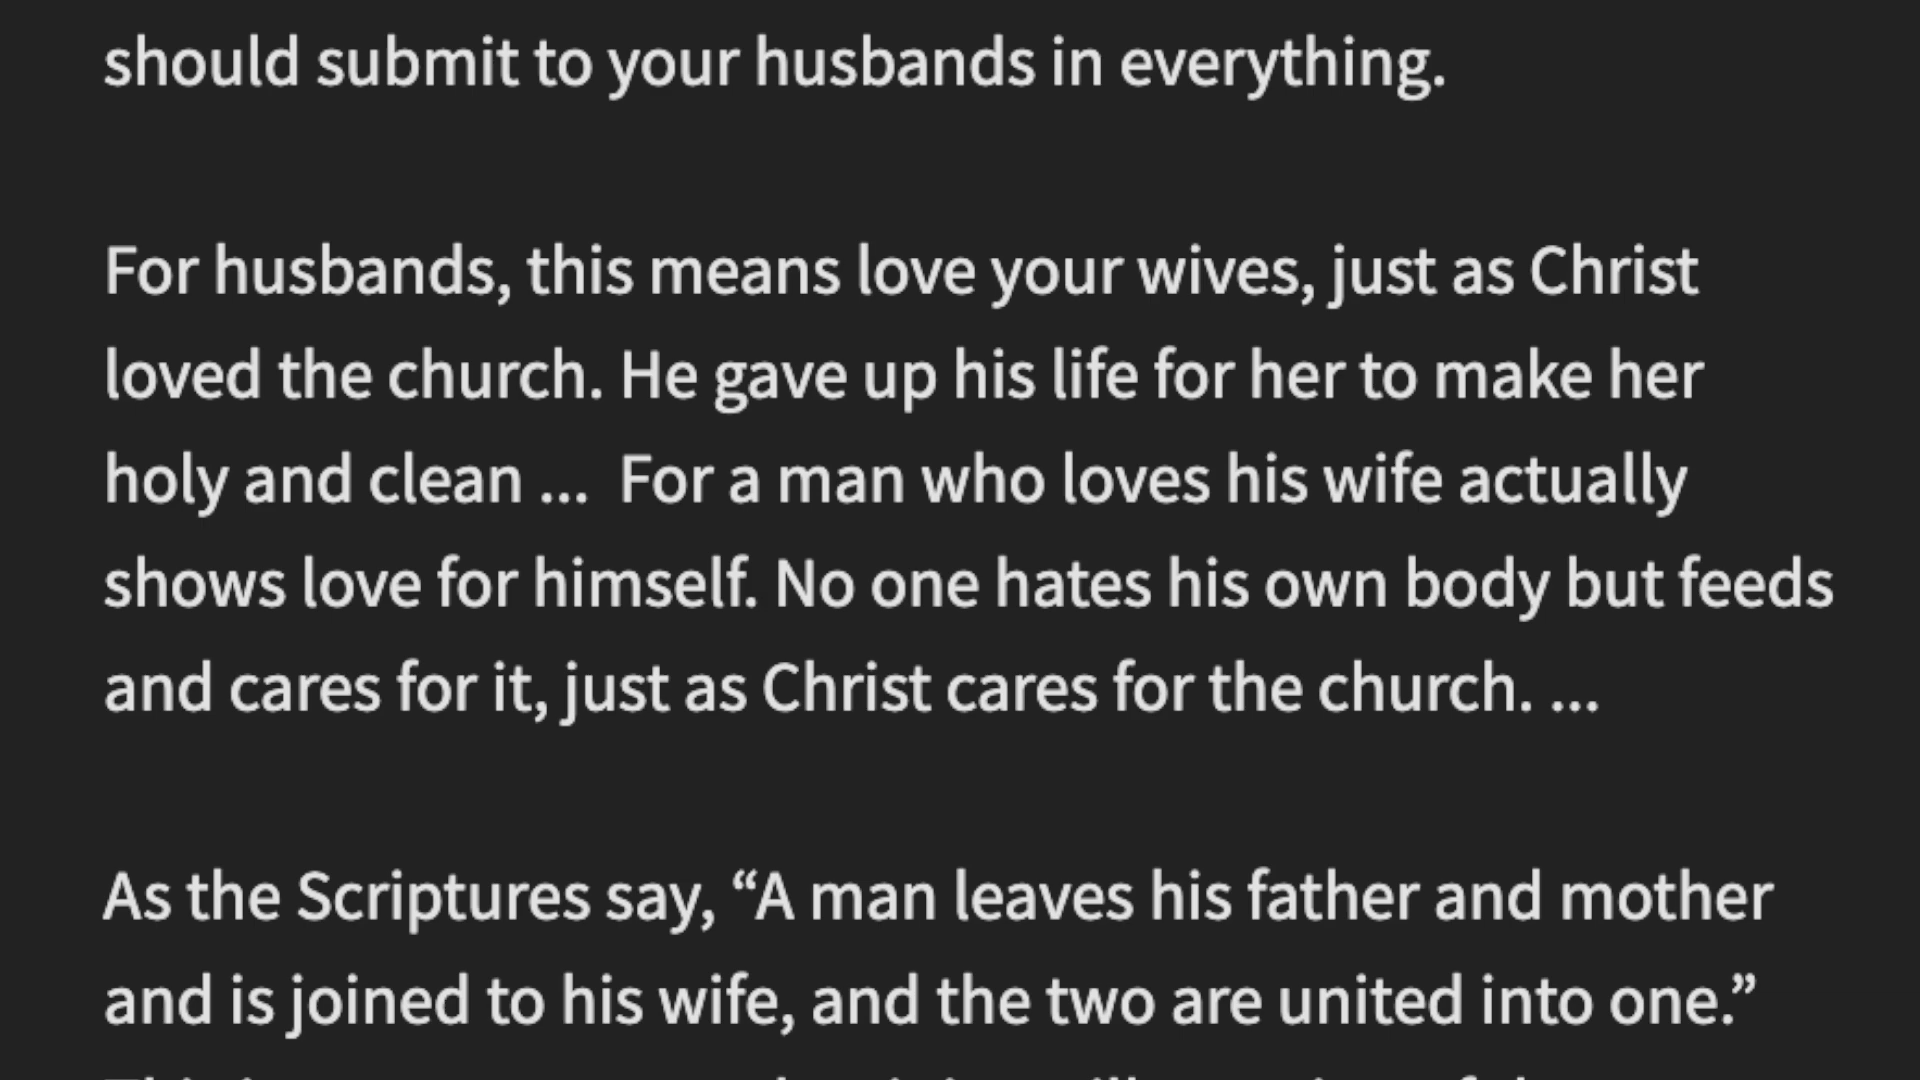 should submit to your husbands in everything.
For husbands, this means love your wives, just as Christ
loved the church. He gave up his life for her to make her
holy and clean ...  For a man who loves his wife actually
shows love for himself. No one hates his own body but feeds
and cares for it, just as Christ cares for the church. ...
As the Scriptures say, “A man leaves his father and mother
and is joined to his wife, and the two are united into one.”